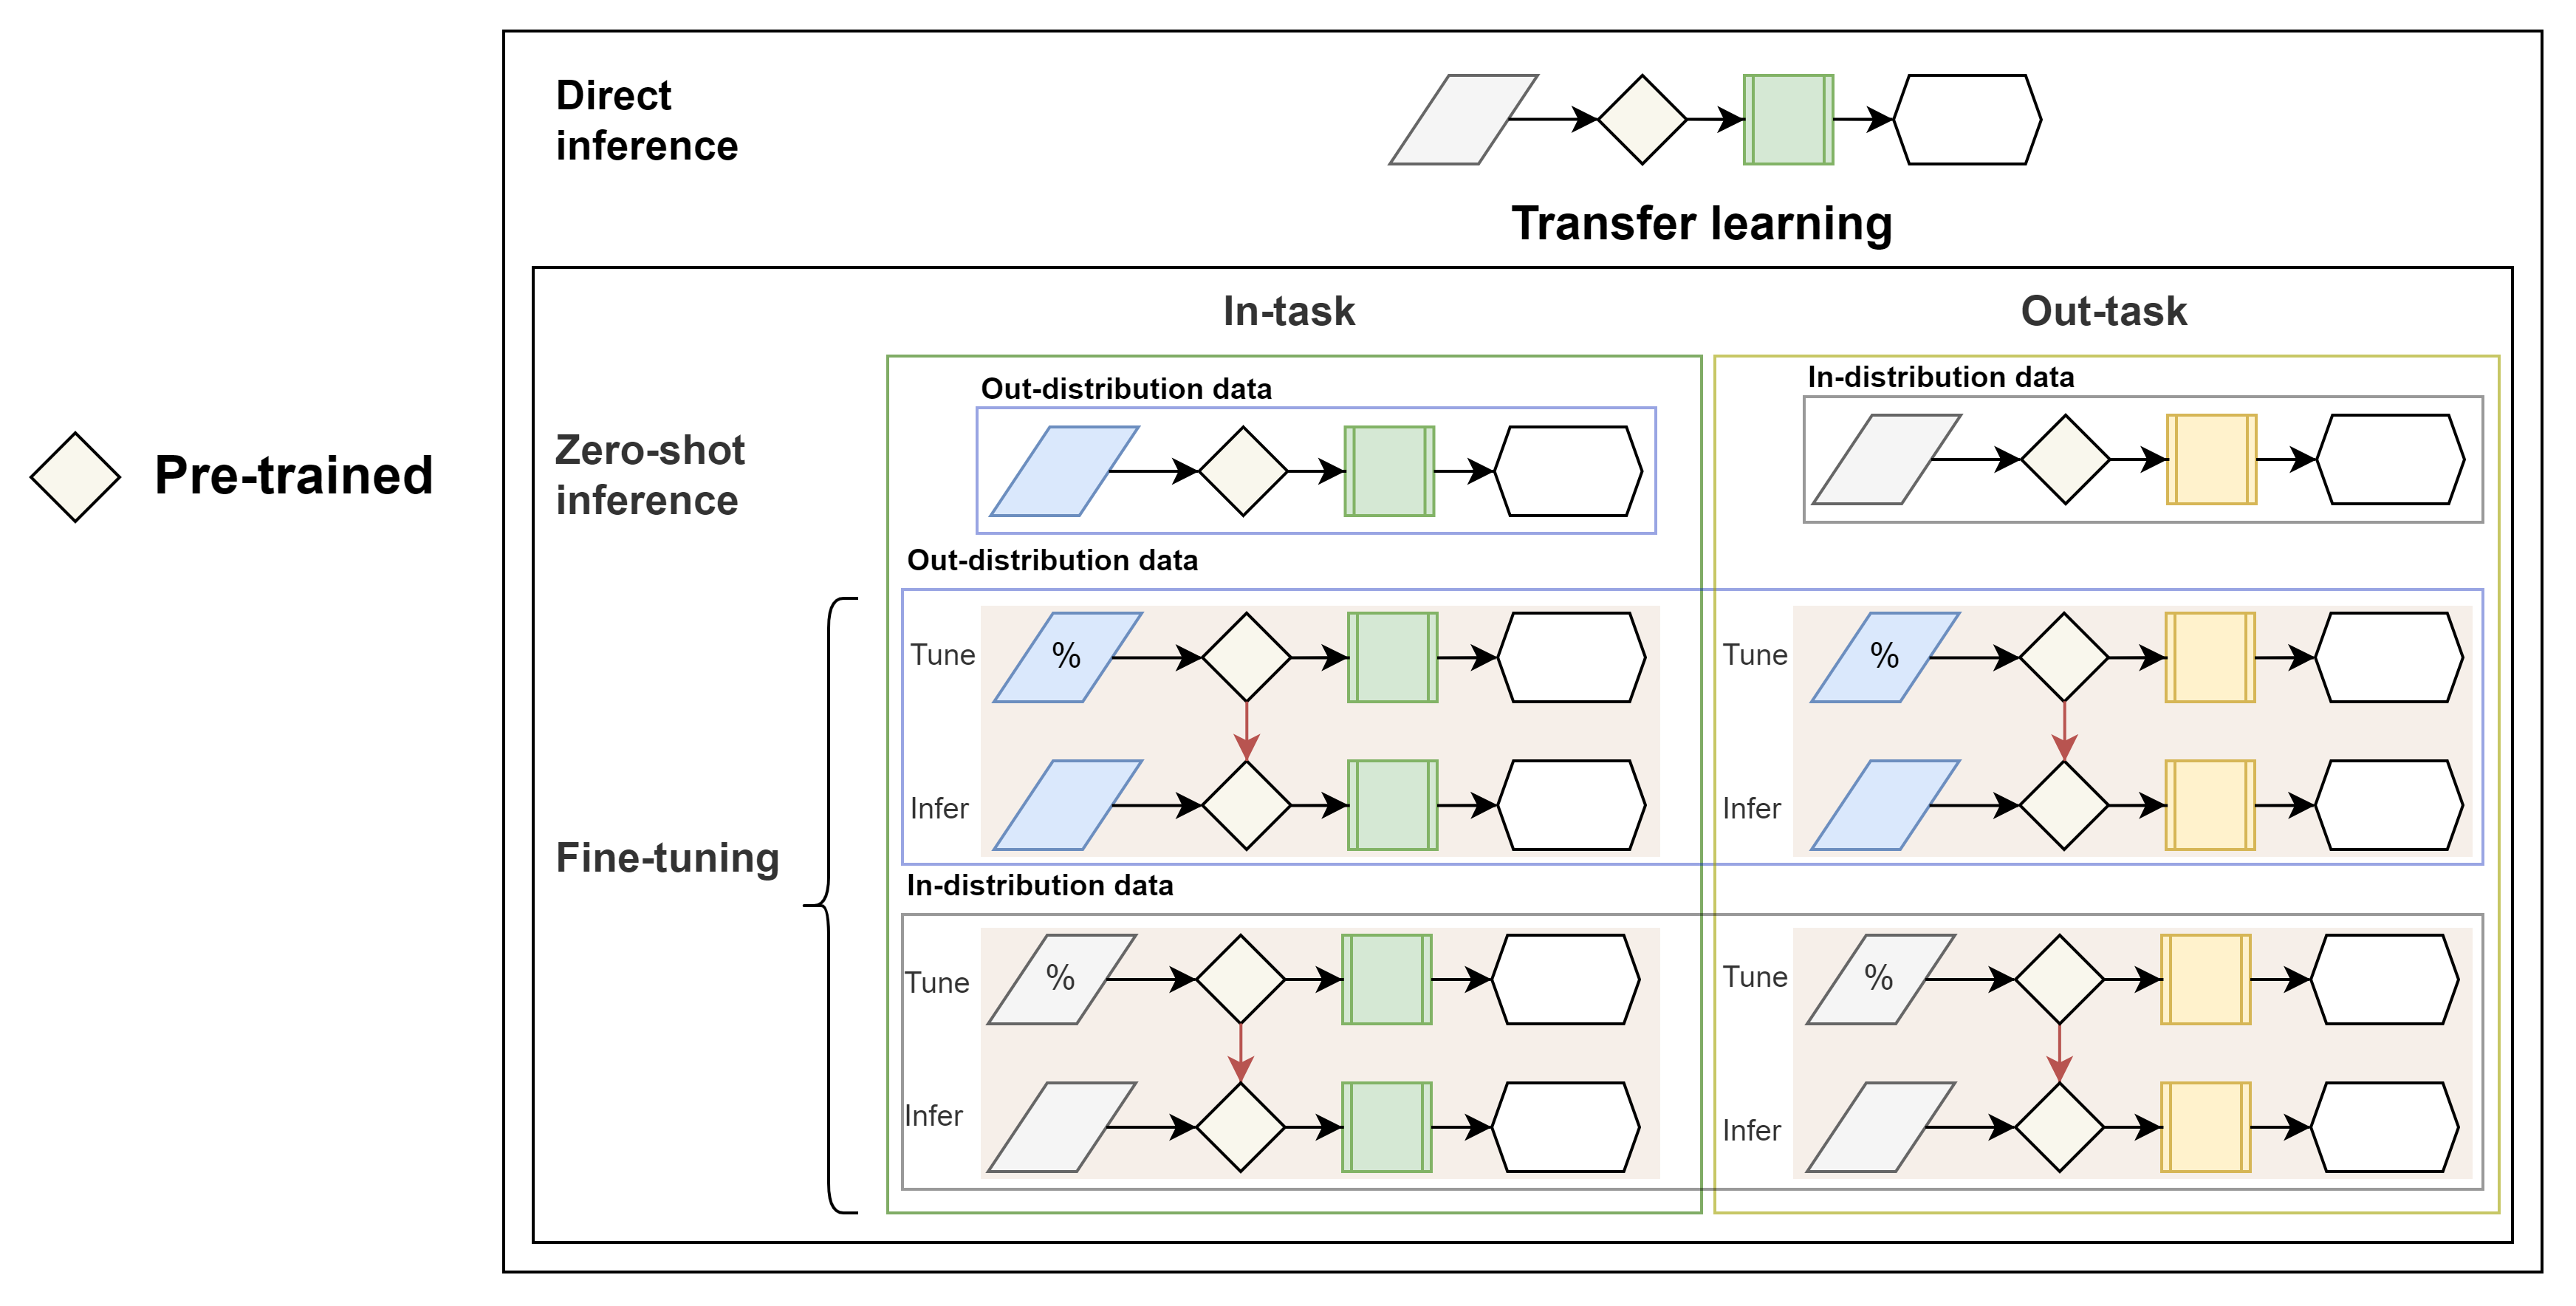 Direct
inference
Transfer learning
In-task
Out-task
Out-distribution data
In-distribution data
Zero-shot
inference
Pre-trained
Out-distribution data
Tune
%
Tune
%
Infer
Infer
Fine-tuning
In-distribution data
Tune
%
Tune
%
Infer
Infer